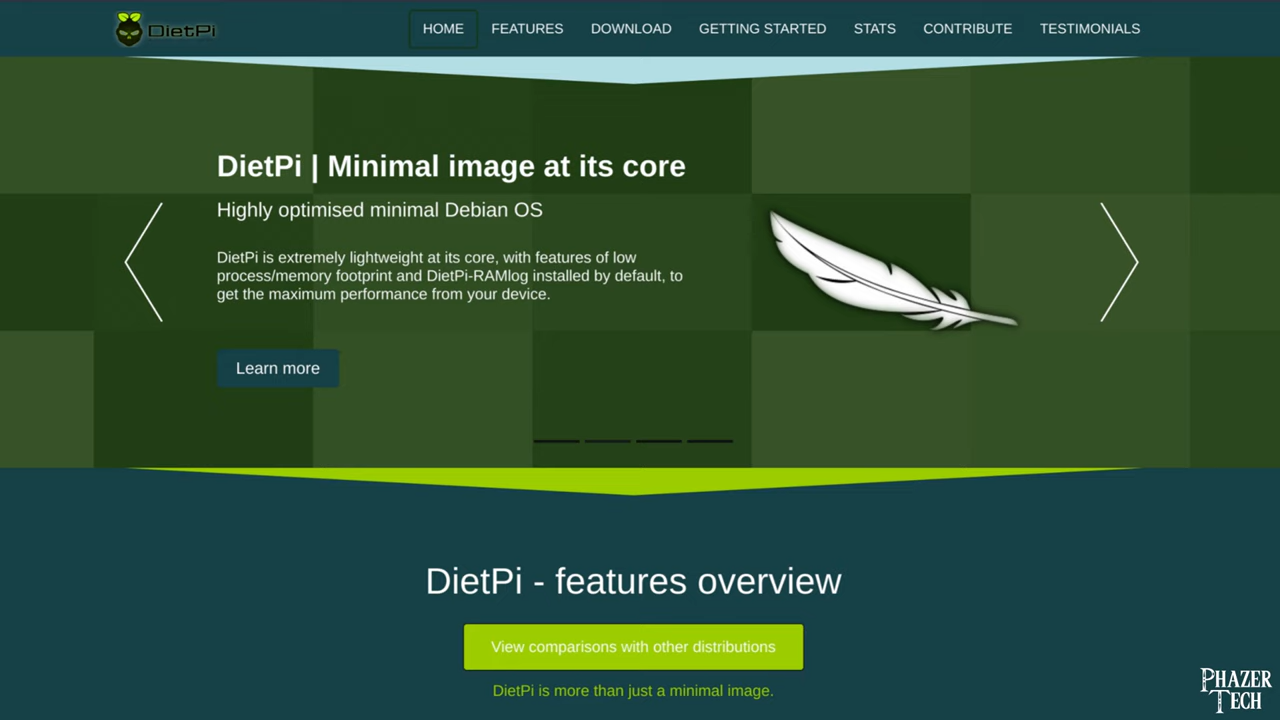 DietPi
HOME
FEATURES
DOWNLOAD
GETTING STARTED
STATS
CONTRIBUTE
TESTIMONIALS
DietPi | Minimal image at its core
Highly optimised minimal Debian OS
DietPi is extremely lightweight at its core, with features of low
process/memory footprint and DietPi-RAMlog installed by default, to
get the maximum performance from your device.
Learn more
DietPi - features overview
View comparisons with other distributions
DietPi is more than just a minimal image.
PHAZER
TECH